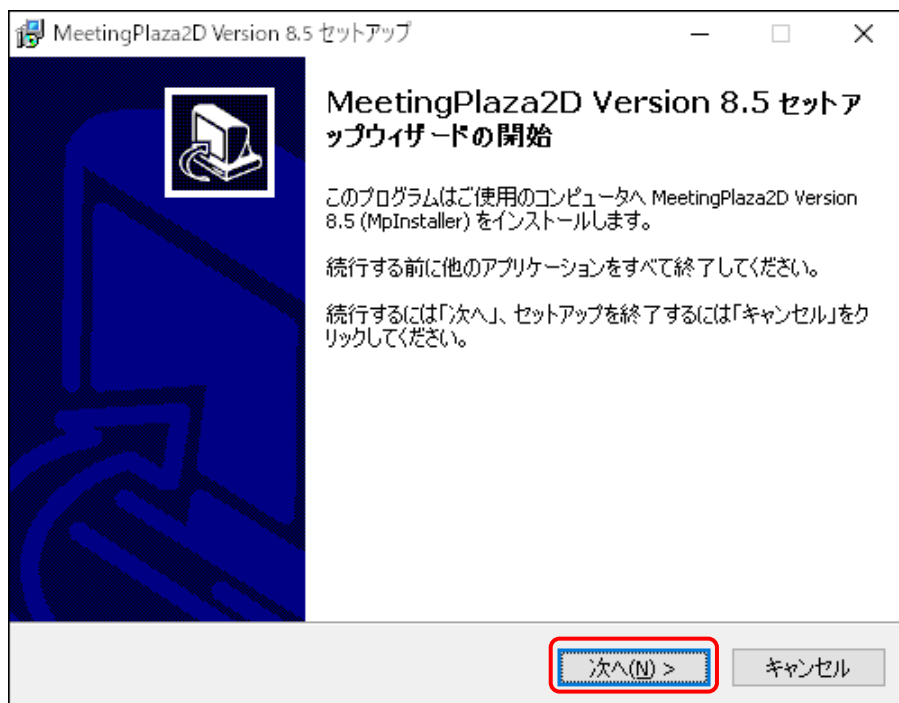 MeetingPlaza2D Version 8.5 セットアップ
MeetingPlaza2D Version 8.5 セットア
ップウィザードの開始
このプログラムはご使用のコンピュータへ MeetingPlaza2D Version
8.5 (MpInstaller) をインストールします。
続行する前に他のアプリケーションをすべて終了してください。
続行するには「次へ」、セットアップを終了するには「キャンセル」をク
リックしてください。
次へ(N) >
キャンセル